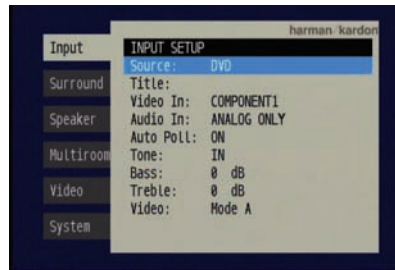 harman/kardon
Input
Surround
Speaker
Multiroom
Video
System
INPUT SETUP
Source: DVD
Title:
Video In: COMPONENT1
Audio In: ANALOG ONLY
Auto Poll: ON
Tone: IN
Bass: 0 dB
Treble: 0 dB
Video: Mode A